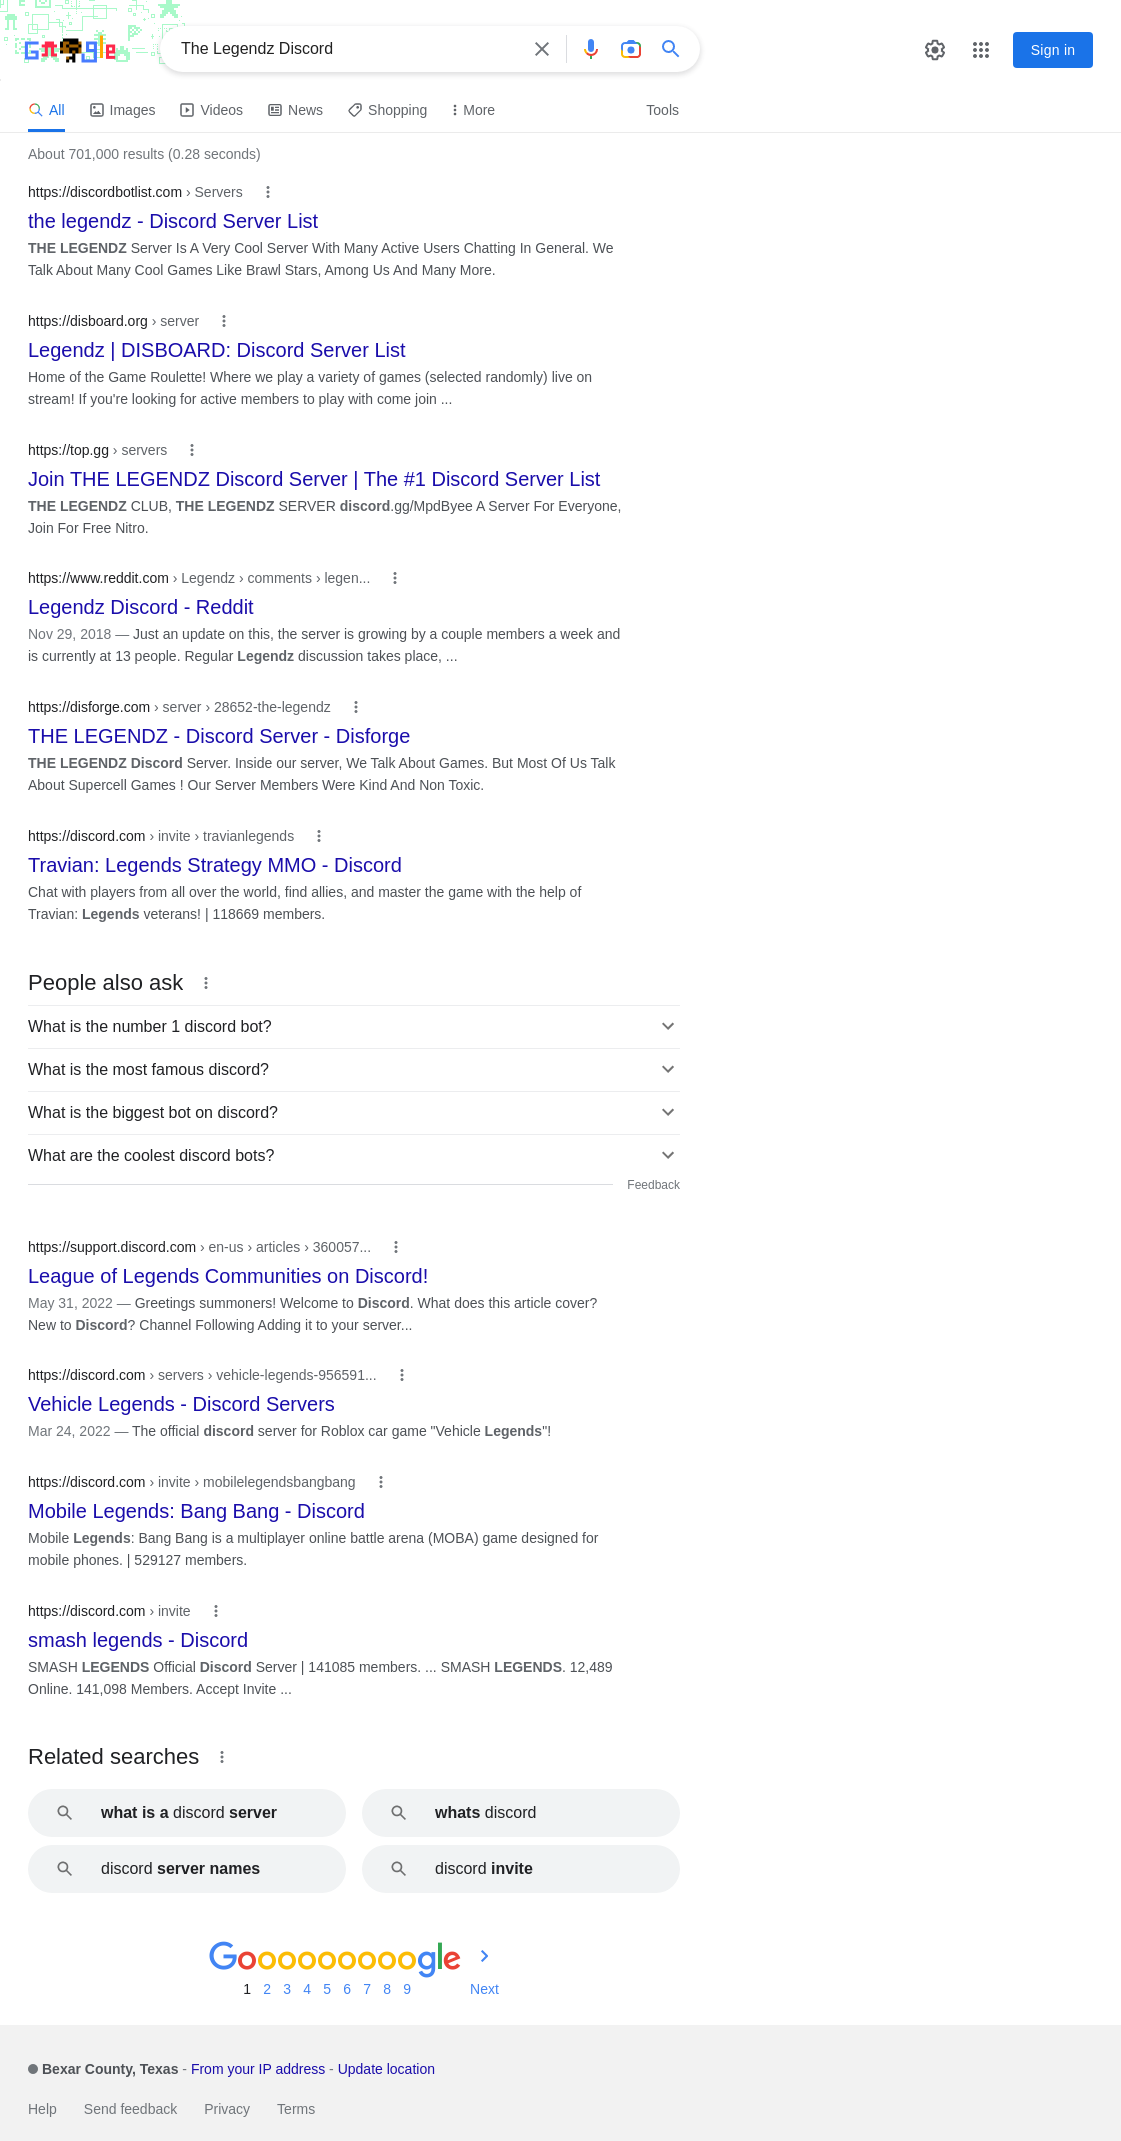 Google
The Legendz Discord
Sign in
All
Images
Videos
News
Shopping
More
Tools
About 701,000 results (0.28 seconds)
https://discordbotlist.com › Servers
the legendz - Discord Server List
THE LEGENDZ Server Is A Very Cool Server With Many Active Users Chatting In General. We
Talk About Many Cool Games Like Brawl Stars, Among Us And Many More.
https://disboard.org › server
Legendz | DISBOARD: Discord Server List
Home of the Game Roulette! Where we play a variety of games (selected randomly) live on
stream! If you're looking for active members to play with come join ...
https://top.gg › servers
Join THE LEGENDZ Discord Server | The #1 Discord Server List
THE LEGENDZ CLUB, THE LEGENDZ SERVER discord.gg/MpdByee A Server For Everyone,
Join For Free Nitro.
https://www.reddit.com › Legendz › comments › legen...
Legendz Discord - Reddit
Nov 29, 2018 — Just an update on this, the server is growing by a couple members a week and
is currently at 13 people. Regular Legendz discussion takes place, ...
https://disforge.com › server › 28652-the-legendz
THE LEGENDZ - Discord Server - Disforge
THE LEGENDZ Discord Server. Inside our server, We Talk About Games. But Most Of Us Talk
About Supercell Games ! Our Server Members Were Kind And Non Toxic.
https://discord.com › invite › travianlegends
Travian: Legends Strategy MMO - Discord
Chat with players from all over the world, find allies, and master the game with the help of
Travian: Legends veterans! | 118669 members.
People also ask
What is the number 1 discord bot?
What is the most famous discord?
What is the biggest bot on discord?
What are the coolest discord bots?
Feedback
https://support.discord.com › en-us › articles › 360057...
League of Legends Communities on Discord!
May 31, 2022 — Greetings summoners! Welcome to Discord. What does this article cover?
New to Discord? Channel Following Adding it to your server...
https://discord.com › servers › vehicle-legends-956591...
Vehicle Legends - Discord Servers
Mar 24, 2022 — The official discord server for Roblox car game "Vehicle Legends"!
https://discord.com › invite › mobilelegendsbangbang
Mobile Legends: Bang Bang - Discord
Mobile Legends: Bang Bang is a multiplayer online battle arena (MOBA) game designed for
mobile phones. | 529127 members.
https://discord.com › invite
smash legends - Discord
SMASH LEGENDS Official Discord Server | 141085 members. ... SMASH LEGENDS. 12,489
Online. 141,098 Members. Accept Invite ...
Related searches
what is a discord server
whats discord
discord server names
discord invite
Gooooooooogle
1 2 3 4 5 6 7 8 9 Next
Bexar County, Texas - From your IP address - Update location
Help Send feedback Privacy Terms